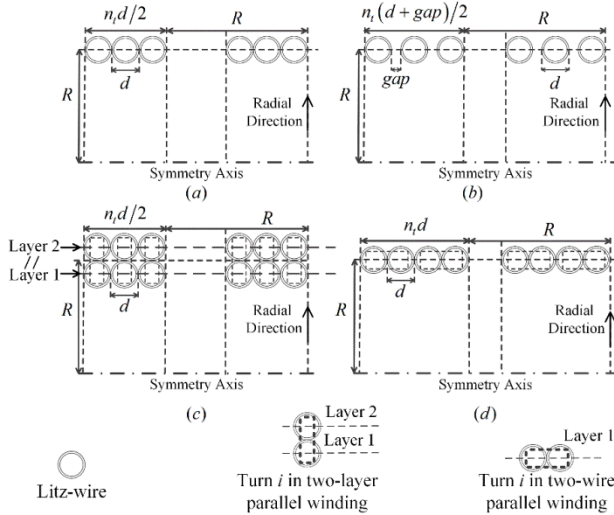 n_t d/2
R
R
d
Radial
Direction
Symmetry Axis
(a)
n_t(d + gap)/2
R
R
gap
d
Radial
Direction
Symmetry Axis
(b)
n_t d/2
R
Layer 2
//
Layer 1
R
d
Radial
Direction
Symmetry Axis
(c)
n_t d
R
R
d
Radial
Direction
Symmetry Axis
(d)
Litz-wire
Layer 2
Layer 1
Turn i in two-layer
parallel winding
Layer 1
Turn i in two-wire
parallel winding